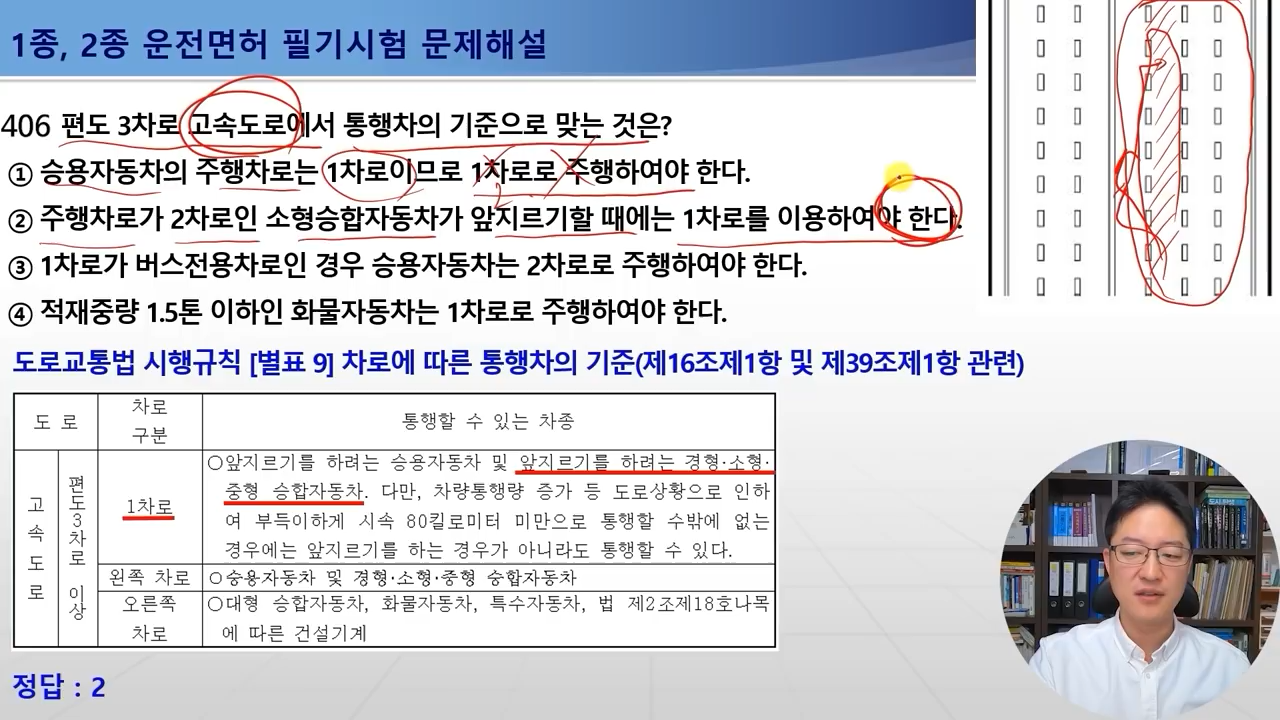 1종, 2종 운전면허 필기시험 문제해설
406 편도 3차로 고속도로에서 통행차의 기준으로 맞는 것은?
① 승용자동차의 주행차로는 1차로이므로 1차로로 주행하여야 한다.
② 주행차로가 2차로인 소형승합자동차가 앞지르기할 때에는 1차로를 이용하여야 한다.
③ 1차로가 버스전용차로인 경우 승용자동차는 2차로로 주행하여야 한다.
④ 적재중량 1.5톤 이하인 화물자동차는 1차로로 주행하여야 한다.
도로교통법 시행규칙 [별표 9] 차로에 따른 통행차의 기준(제16조제1항 및 제39조제1항 관련)
도 로
차로
구분
통행할 수 있는 차종
고속도로
편도3차로 이상
1차로
○앞지르기를 하려는 승용자동차 및 앞지르기를 하려는 경형·소형·
중형 승합자동차. 다만, 차량통행량 증가 등 도로상황으로 인하
여 부득이하게 시속 80킬로미터 미만으로 통행할 수밖에 없는
경우에는 앞지르기를 하는 경우가 아니라도 통행할 수 있다.
왼쪽 차로
○승용자동차 및 경형·소형·중형 승합자동차
오른쪽
차로
○대형 승합자동차, 화물자동차, 특수자동차, 법 제2조제18호나목
에 따른 건설기계
정답 : 2